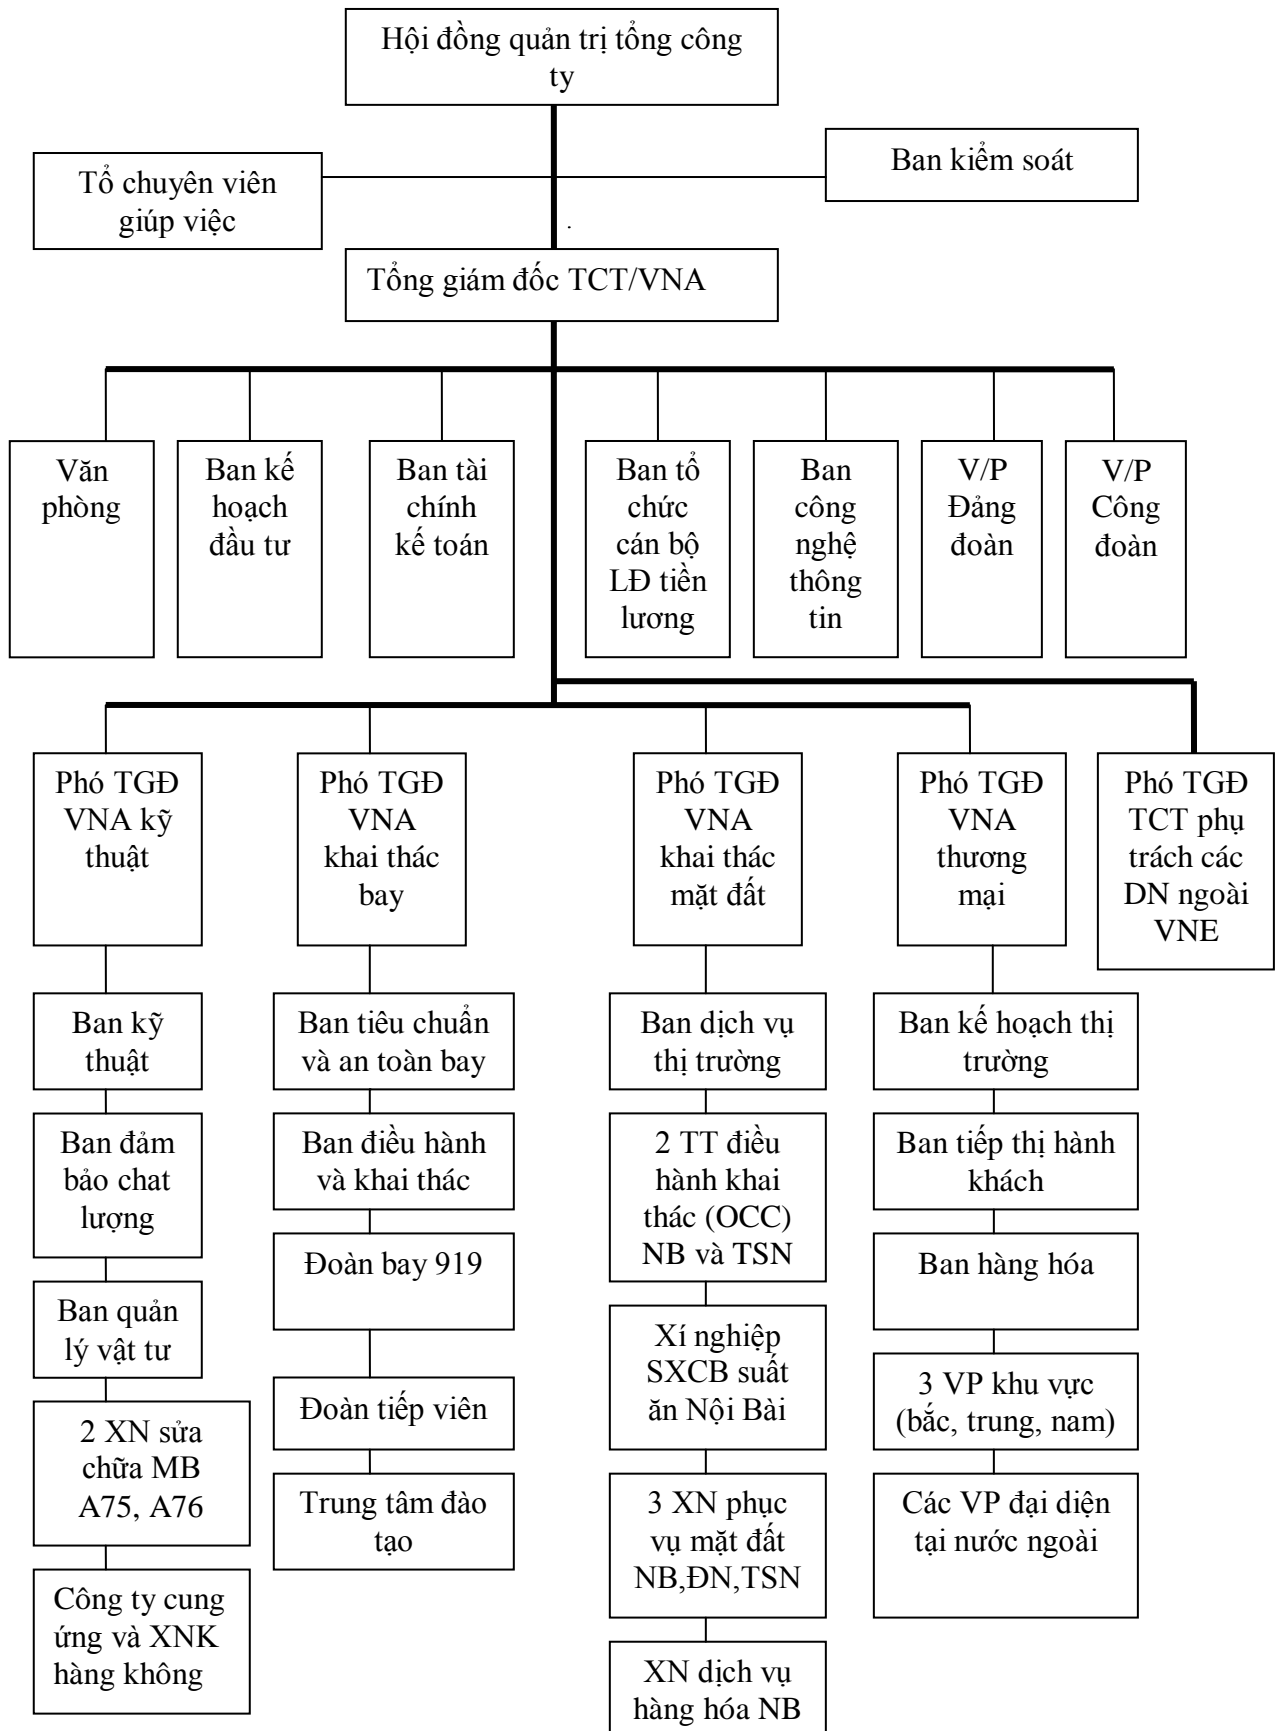 Hội đồng quản trị tổng công
ty
Tổ chuyên viên
giúp việc
Ban kiểm soát
.
Tổng giám đốc TCT/VNA
Văn
phòng
Ban kế
hoạch
đầu tư
Ban tài
chính
kế toán
Ban tổ
chức
cán bộ
LĐ tiền
lương
Ban
công
nghệ
thông
tin
V/P
Đảng
đoàn
V/P
Công
đoàn
Phó TGĐ
VNA kỹ
thuật
Phó TGĐ
VNA
khai thác
bay
Phó TGĐ
VNA
khai thác
mặt đất
Phó TGĐ
VNA
thương
mại
Phó TGĐ
TCT phụ
trách các
DN ngoài
VNE
Ban kỹ
thuật
Ban đảm
bảo chat
lượng
Ban quản
lý vật tư
2 XN sửa
chữa MB
A75, A76
Công ty cung
ứng và XNK
hàng không
Ban tiêu chuẩn
và an toàn bay
Ban điều hành
và khai thác
Đoàn bay 919
Đoàn tiếp viên
Trung tâm đào
tạo
Ban dịch vụ
thị trường
2 TT điều
hành khai
thác (OCC)
NB và TSN
Xí nghiệp
SXCB suất
ăn Nội Bài
3 XN phục
vụ mặt đất
NB,ĐN,TSN
XN dịch vụ
hàng hóa NB
Ban kế hoạch thị
trường
Ban tiếp thị hành
khách
Ban hàng hóa
3 VP khu vực
(bắc, trung, nam)
Các VP đại diện
tại nước ngoài